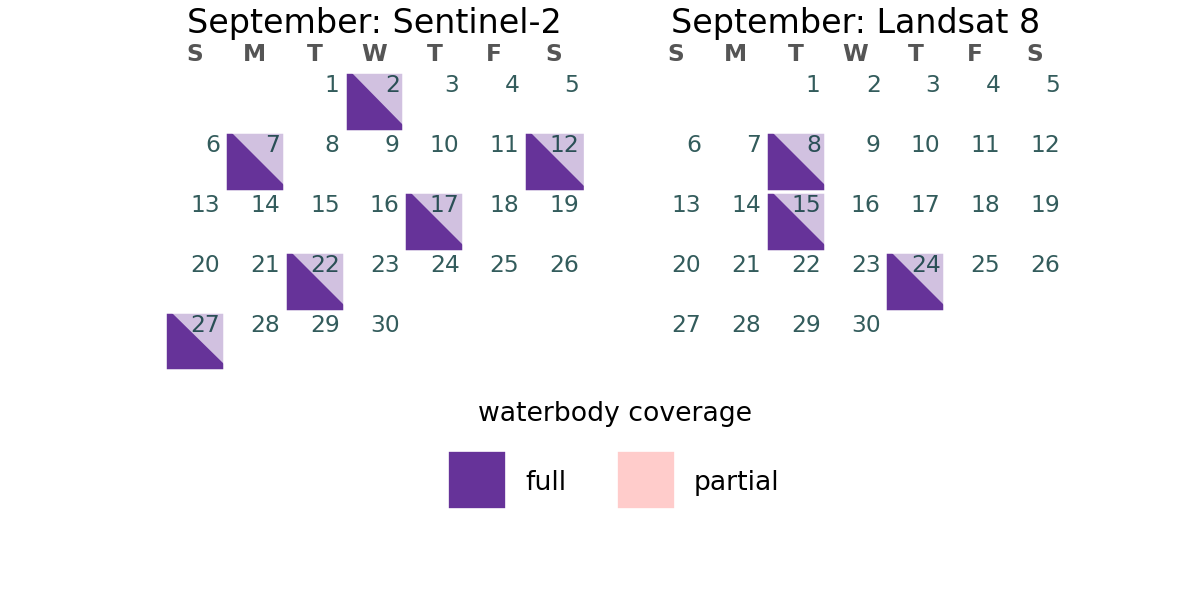 September: Sentinel-2
S M T W T F S
1 2 3 4 5
6 7 8 9 10 11 12
13 14 15 16 17 18 19
20 21 22 23 24 25 26
27 28 29 30
September: Landsat 8
S M T W T F S
1 2 3 4 5
6 7 8 9 10 11 12
13 14 15 16 17 18 19
20 21 22 23 24 25 26
27 28 29 30
waterbody coverage
full partial